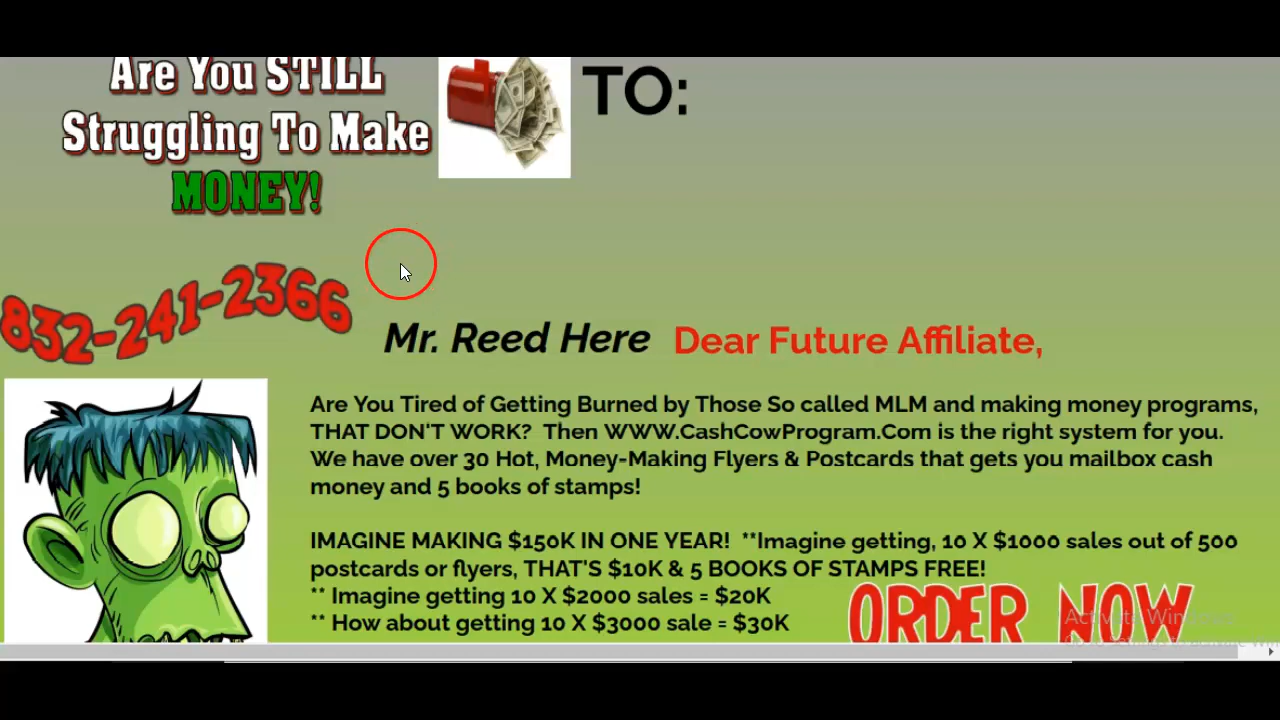 Are You STILL
Struggling To Make
MONEY!
TO:
832-241-2366
Mr. Reed Here Dear Future Affiliate,
Are You Tired of Getting Burned by Those So called MLM and making money programs,
THAT DON'T WORK? Then WWW.CashCowProgram.Com is the right system for you.
We have over 30 Hot, Money-Making Flyers & Postcards that gets you mailbox cash
money and 5 books of stamps!
IMAGINE MAKING $150K IN ONE YEAR! **Imagine getting, 10 X $1000 sales out of 500
postcards or flyers, THAT'S $10K & 5 BOOKS OF STAMPS FREE!
** Imagine getting 10 X $2000 sales = $20K
** How about getting 10 X $3000 sale = $30K
ORDER NOW
Activate Windows